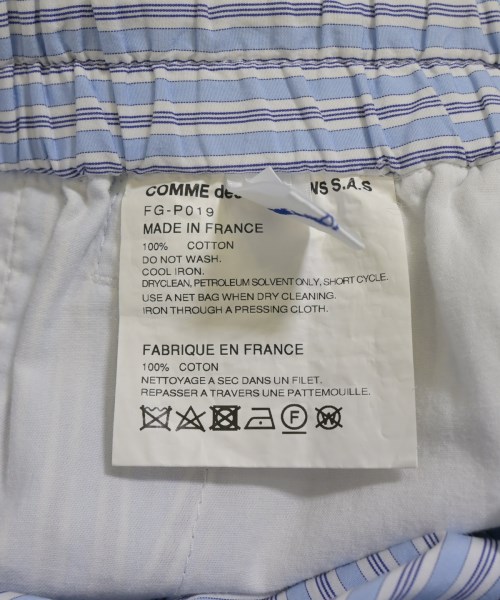 COMME des NS S.A.S
FG-P019
MADE IN FRANCE
100% COTTON
DO NOT WASH.
COOL IRON.
DRYCLEAN, PETROLEUM SOLVENT ONLY, SHORT CYCLE.
USE A NET BAG WHEN DRY CLEANING.
IRON THROUGH A PRESSING CLOTH.
FABRIQUE EN FRANCE
100% COTON
NETTOYAGE A SEC DANS UN FILET.
REPASSER A TRAVERS UNE PATTEMOUILLE.
F W